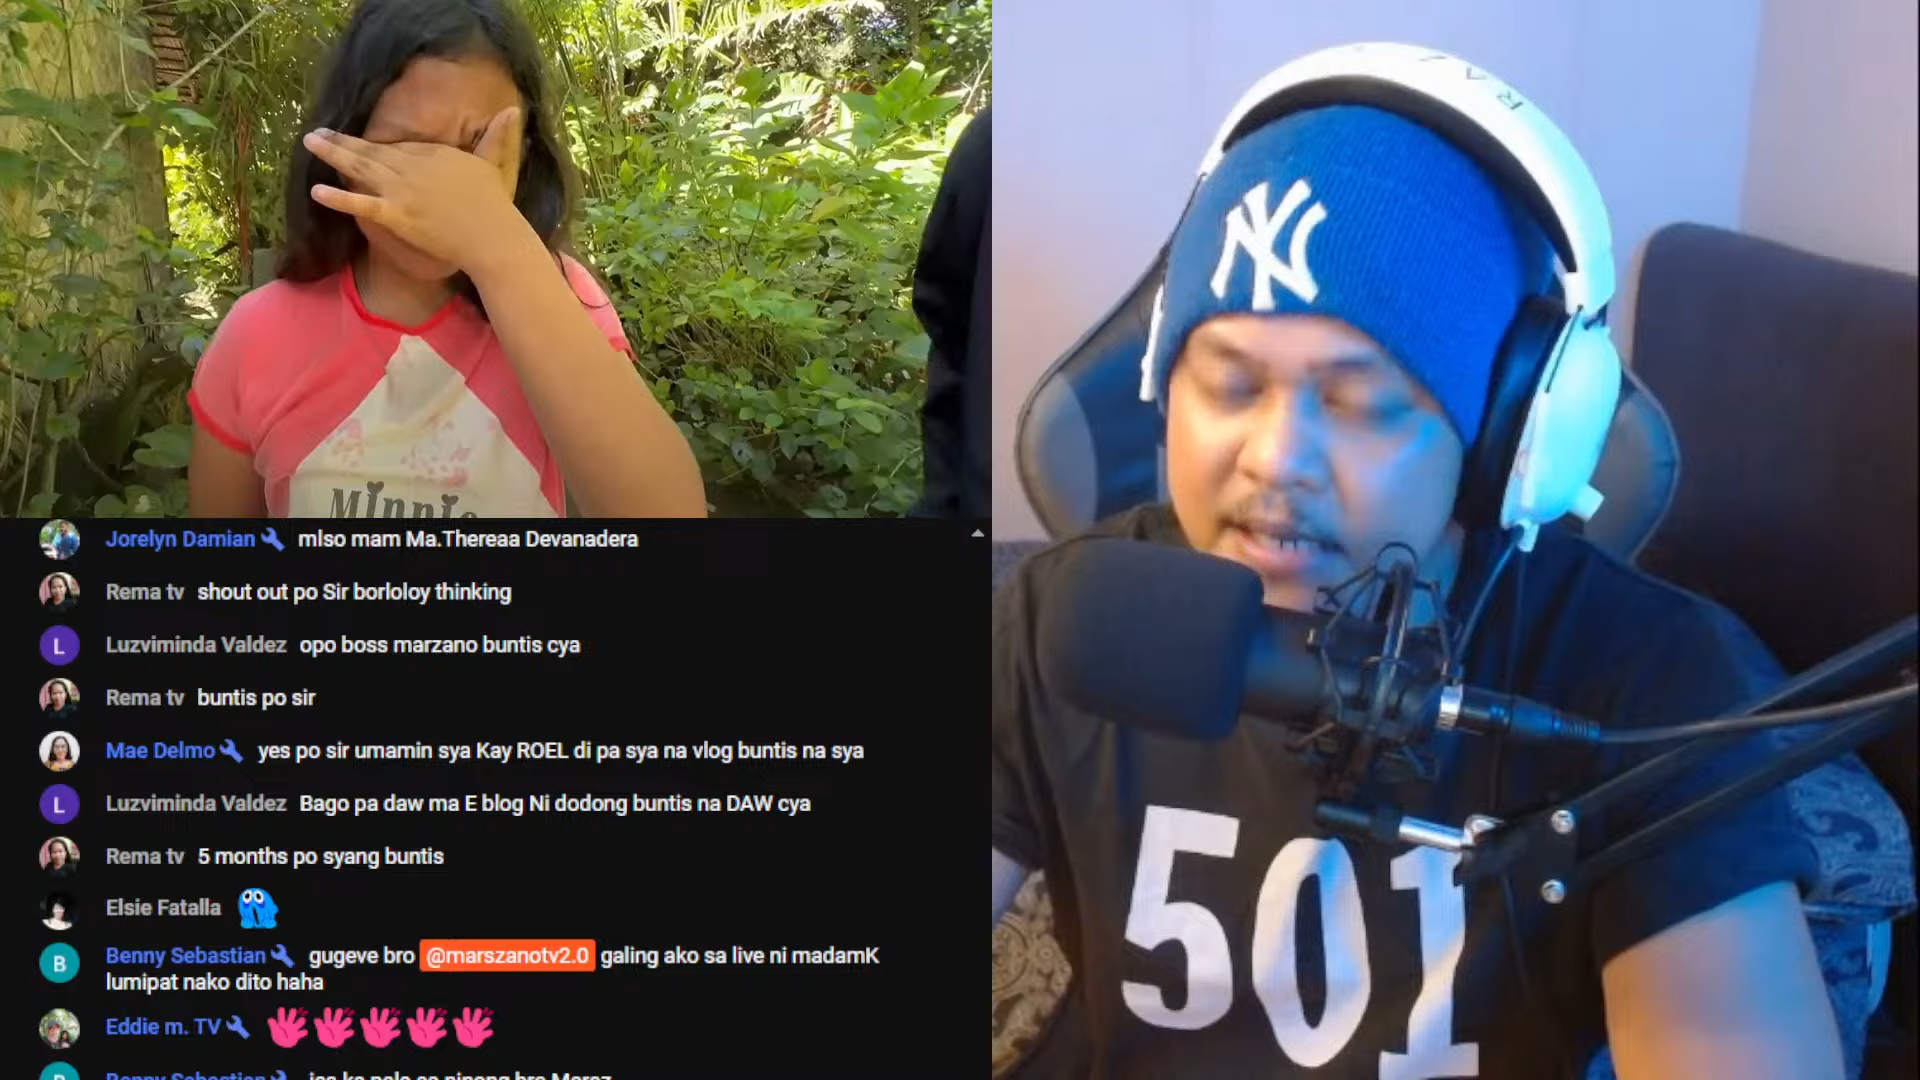 Minnie
NY
RAZ
Jorelyn Damian mlso mam Ma.Thereaa Devanadera
Rema tv shout out po Sir borloloy thinking
Luzviminda Valdez opo boss marzano buntis cya
Rema tv buntis po sir
Mae Delmo yes po sir umamin sya Kay ROEL di pa sya na vlog buntis na sya
Luzviminda Valdez Bago pa daw ma E blog Ni dodong buntis na DAW cya
Rema tv 5 months po syang buntis
Elsie Fatalla
Benny Sebastian gugeve bro @marszanotv2.0 galing ako sa live ni madamK
lumipat nako dito haha
Eddie m. TV
Benny Sebastian
L
L
B
501